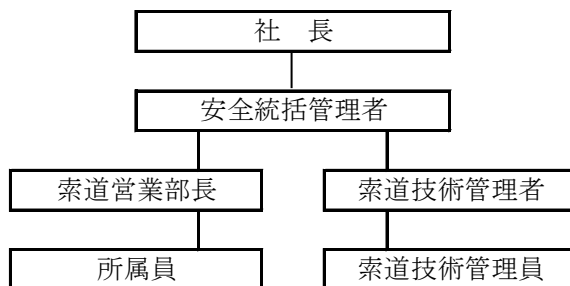 社　長
安全統括管理者
索道営業部長
索道技術管理者
所属員
索道技術管理員